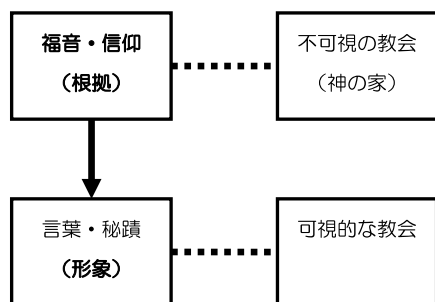 福音・信仰
（根拠）
不可視の教会
（神の家）
言葉・秘蹟
（形象）
可視的な教会